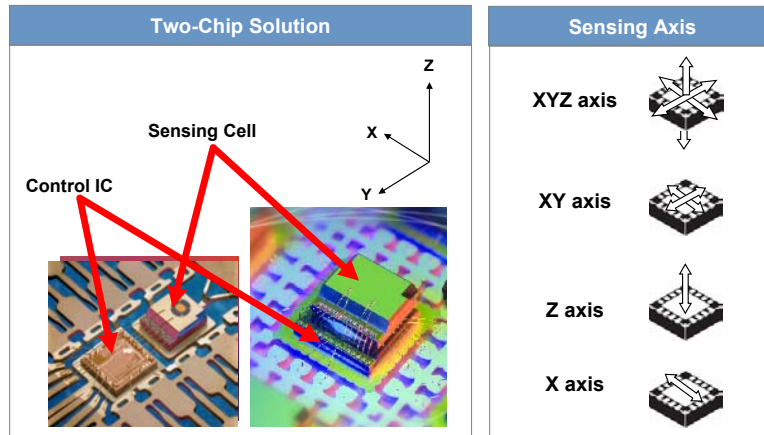 Two-Chip Solution
Sensing Axis
Z
X
Y
Sensing Cell
Control IC
XYZ axis
XY axis
Z axis
X axis